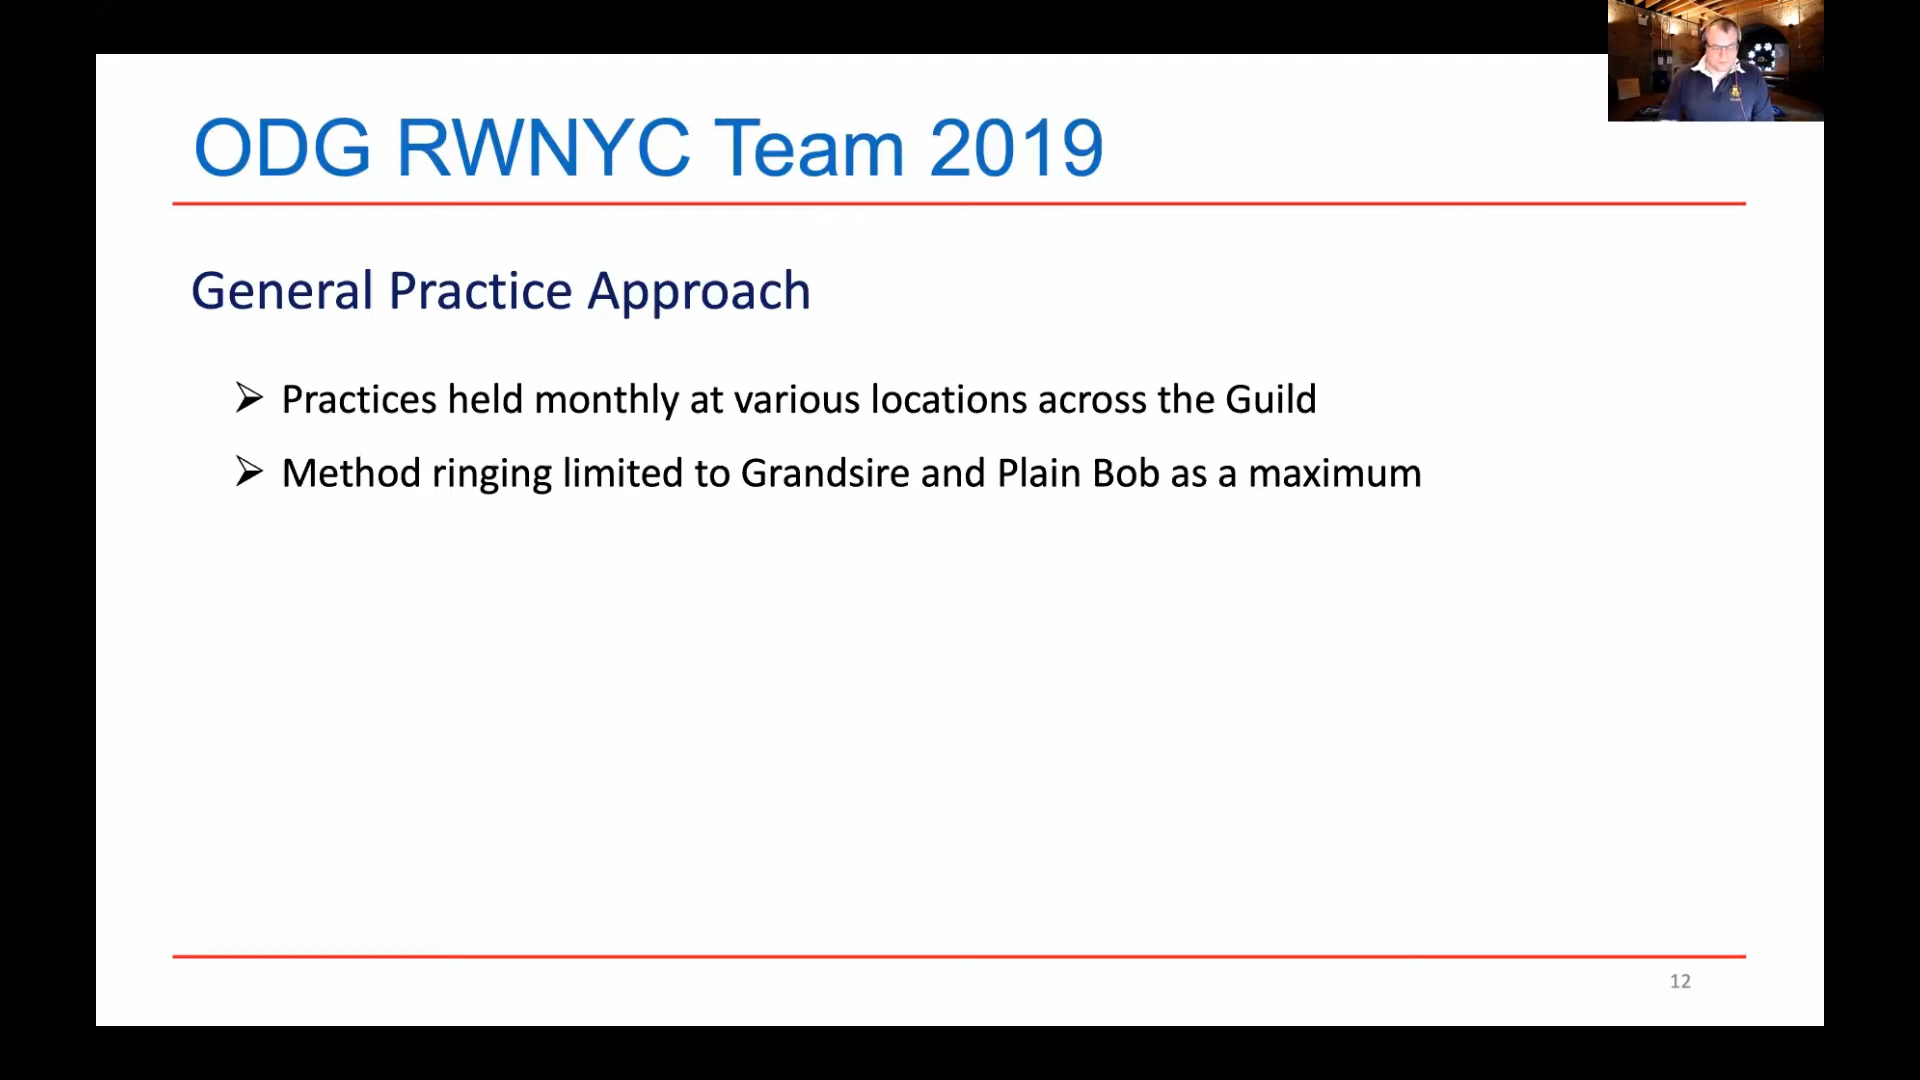 ODG RWNYC Team 2019
General Practice Approach
Practices held monthly at various locations across the Guild
Method ringing limited to Grandsire and Plain Bob as a maximum
12